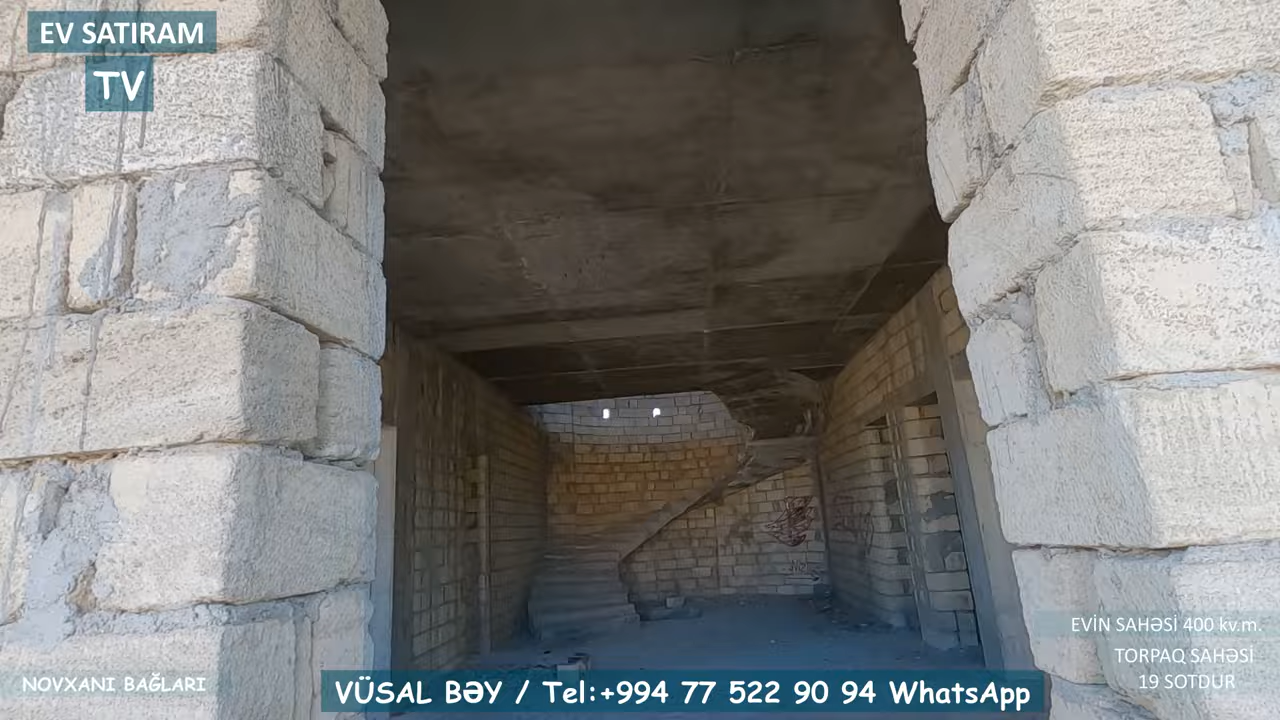 EV SATIRAM
TV
EVİN SAHƏSİ 400 kv.m.
TORPAQ SAHƏSİ
19 SOTDUR
NOVXANI BAĞLARI
VÜSAL BƏY / Tel:+994 77 522 90 94 WhatsApp